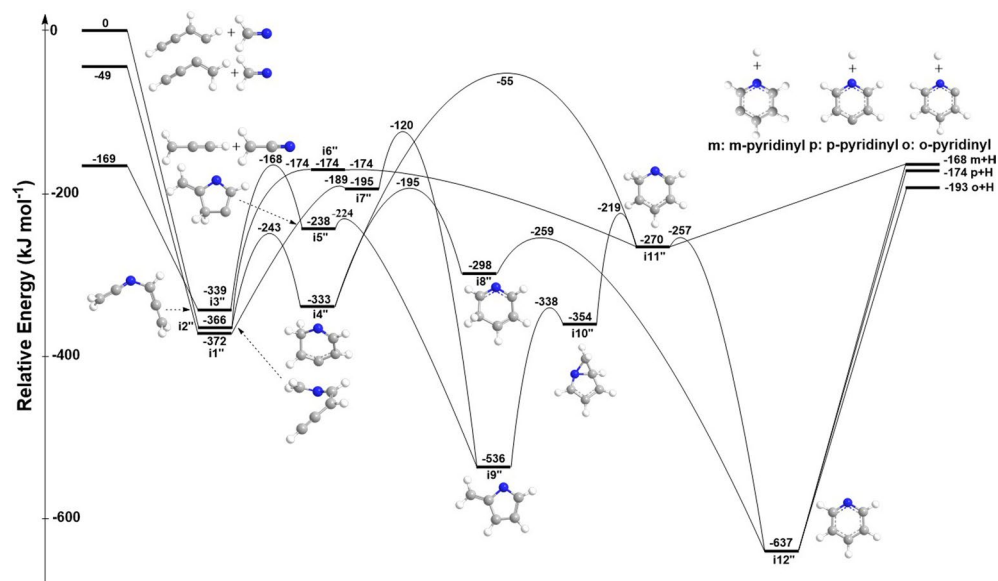 Relative Energy (kJ mol-1)
0
-200
-400
-600
0
-49
-169
+
+
+
i6"
-168
-174
-174
-174
-189
-195
i7"
-120
-55
-195
-238
i5"
-224
-243
-339
i3"
i2"
-366
-372
i1"
-333
i4"
-298
i8"
-259
-338
-354
i10"
-219
-270
i11"
-257
-536
i9"
-637
i12"
+
+
+
m: m-pyridinyl p: p-pyridinyl o: o-pyridinyl
-168 m+H
-174 p+H
-193 o+H